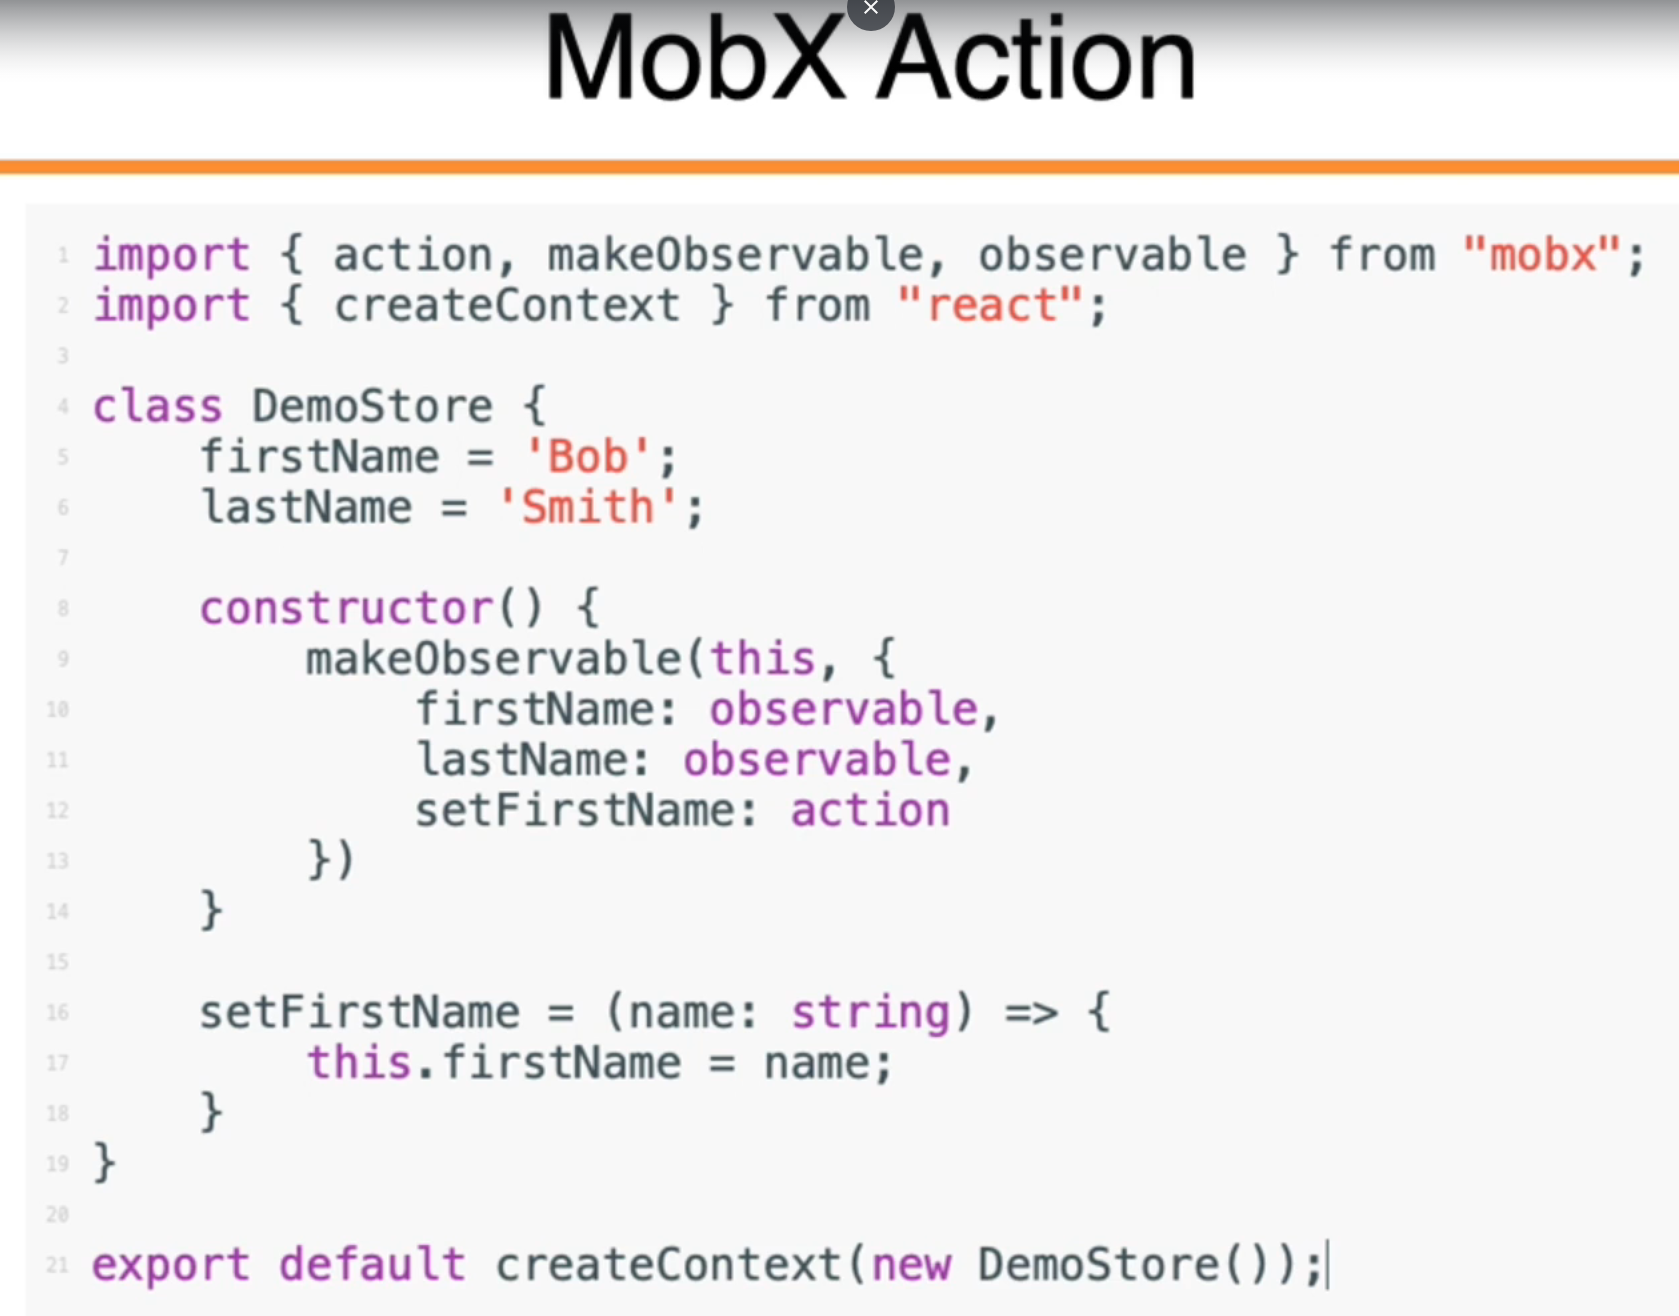 MobX Action
1 import { action, makeObservable, observable } from "mobx";
2 import { createContext } from "react";
3
4 class DemoStore {
5     firstName = 'Bob';
6     lastName = 'Smith';
7
8     constructor() {
9         makeObservable(this, {
10             firstName: observable,
11             lastName: observable,
12             setFirstName: action
13         })
14     }
15
16     setFirstName = (name: string) => {
17         this.firstName = name;
18     }
19 }
20
21 export default createContext(new DemoStore());